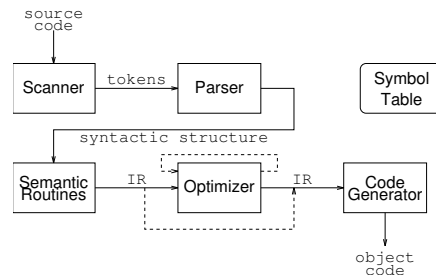 source
code
Scanner
tokens
Parser
Symbol
Table
syntactic structure
Semantic
Routines
IR
Optimizer
IR
Code
Generator
object
code